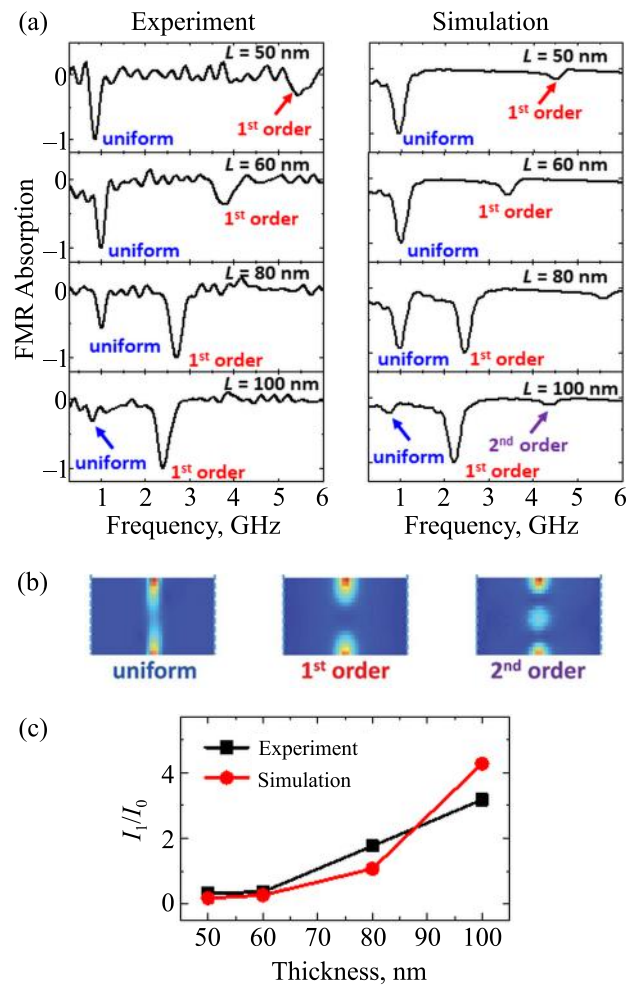 (a)
Experiment
Simulation
FMR Absorption
L = 50 nm
0
–1
uniform
1st order
L = 60 nm
0
–1
uniform
1st order
L = 80 nm
0
–1
uniform
1st order
L = 100 nm
0
–1
uniform
1st order
1 2 3 4 5 6
Frequency, GHz
L = 50 nm
uniform
1st order
L = 60 nm
uniform
1st order
L = 80 nm
uniform
1st order
L = 100 nm
uniform
1st order
2nd order
1 2 3 4 5 6
Frequency, GHz
(b)
uniform
1st order
2nd order
(c)
Experiment
Simulation
I1/I0
4
2
0
50 60 70 80 90 100
Thickness, nm